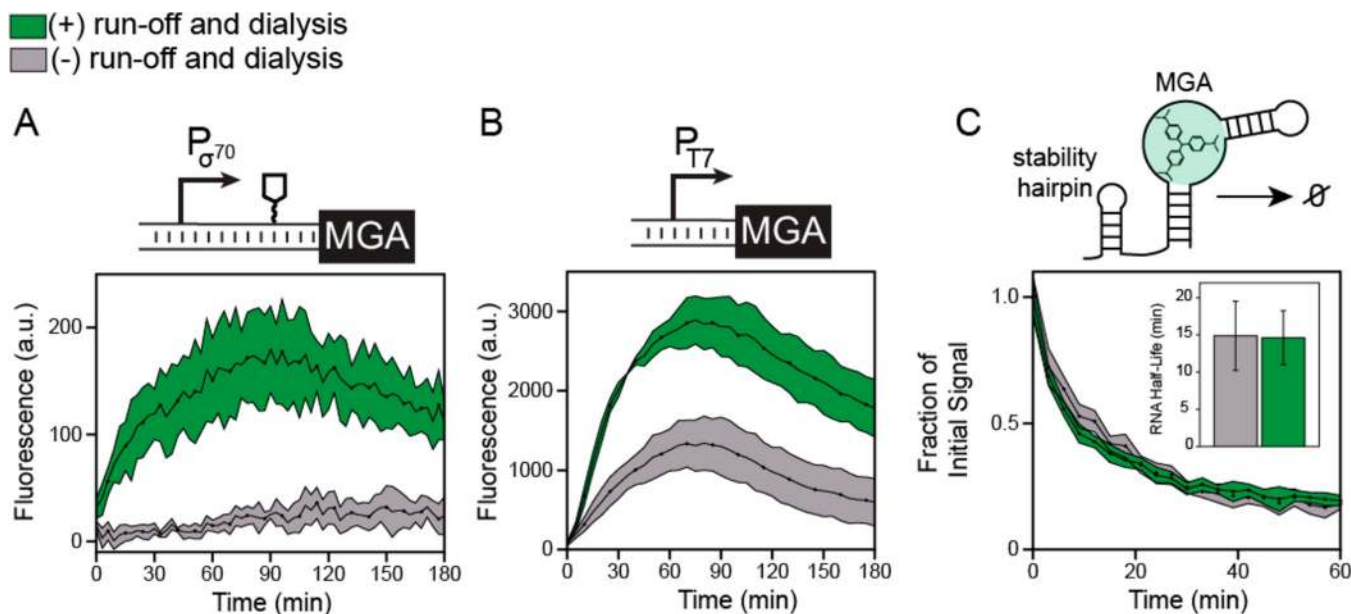 (+) run-off and dialysis
(-) run-off and dialysis
A
Pσ70
MGA
Fluorescence (a.u.)
200
100
0
0 30 60 90 120 150 180
Time (min)
B
PT7
MGA
Fluorescence (a.u.)
3000
2000
1000
0
0 30 60 90 120 150 180
Time (min)
C
MGA
stability
hairpin
Fraction of
Initial Signal
1.0
0.5
0
RNA Half-Life (min)
20
15
10
5
0
0 20 40 60
Time (min)